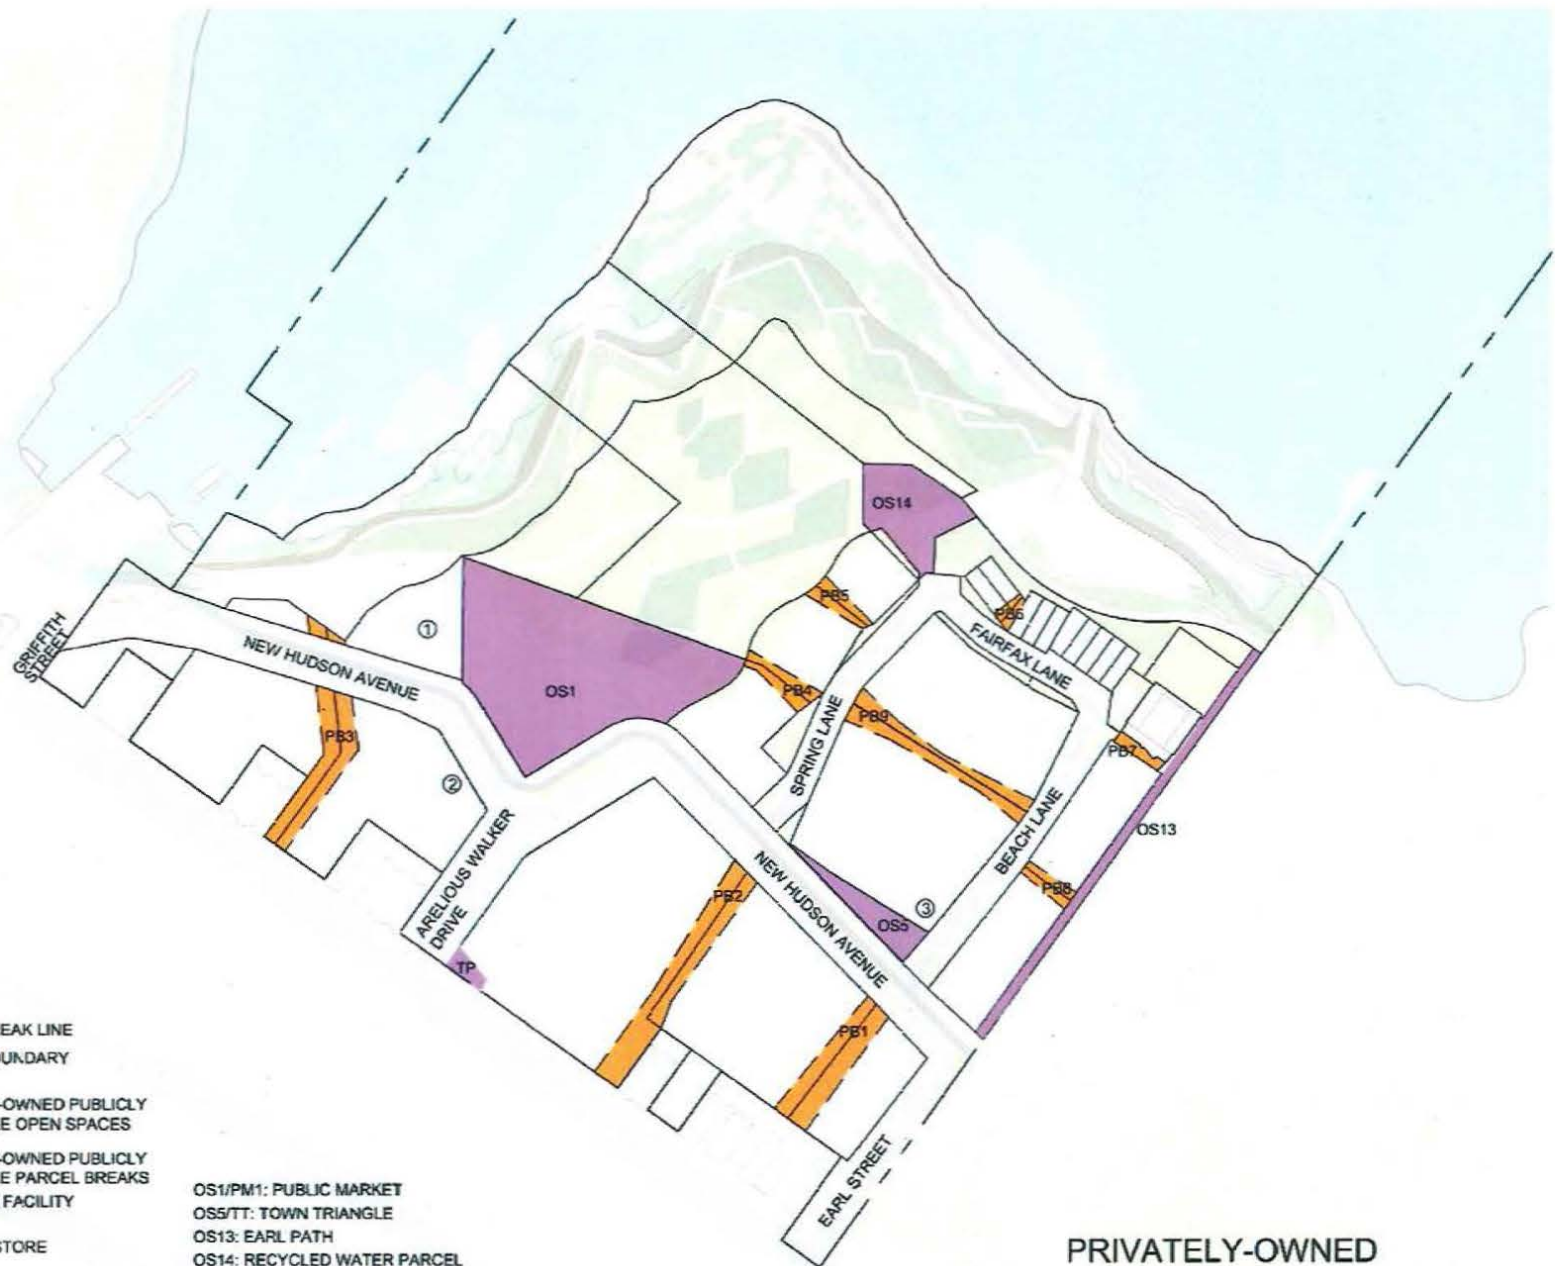 OS14
PB5
PB6
GRIFFITH
STREET
①
NEW HUDSON AVENUE
FAIRFAX LANE
OS1
PB4
PB9
PB3
SPRING LANE
PB7
②
OS13
BEACH LANE
ARELIOUS WALKER
DRIVE
NEW HUDSON AVENUE
PB2
PB8
③
OS5
TP
PB1
EARL STREET
EAK LINE
UNDARY
-OWNED PUBLICLY
E OPEN SPACES
-OWNED PUBLICLY
E PARCEL BREAKS
FACILITY
STORE
OS1/PM1: PUBLIC MARKET
OS5/TT: TOWN TRIANGLE
OS13: EARL PATH
OS14: RECYCLED WATER PARCEL
PRIVATELY-OWNED